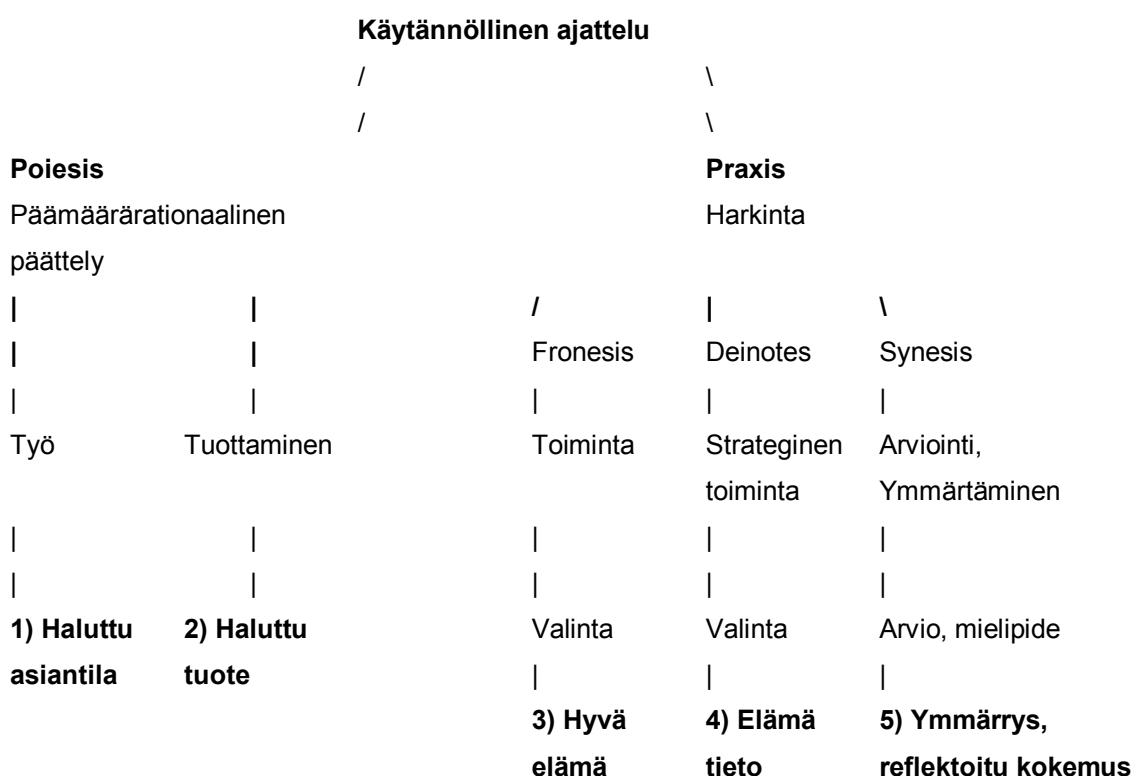 Käytännöllinen ajattelu
/ \
/ \
Poiesis Praxis
Päämäärärationaalinen Harkinta
päättely
| | / | \
| | Fronesis Deinotes Synesis
| | | | |
Työ Tuottaminen Toiminta Strateginen Arviointi,
toiminta Ymmärtäminen
| | | | |
| | | | |
1) Haluttu 2) Haluttu Valinta Valinta Arvio, mielipide
asiantila tuote | | |
3) Hyvä 4) Elämä 5) Ymmärrys,
elämä tieto reflektoitu kokemus